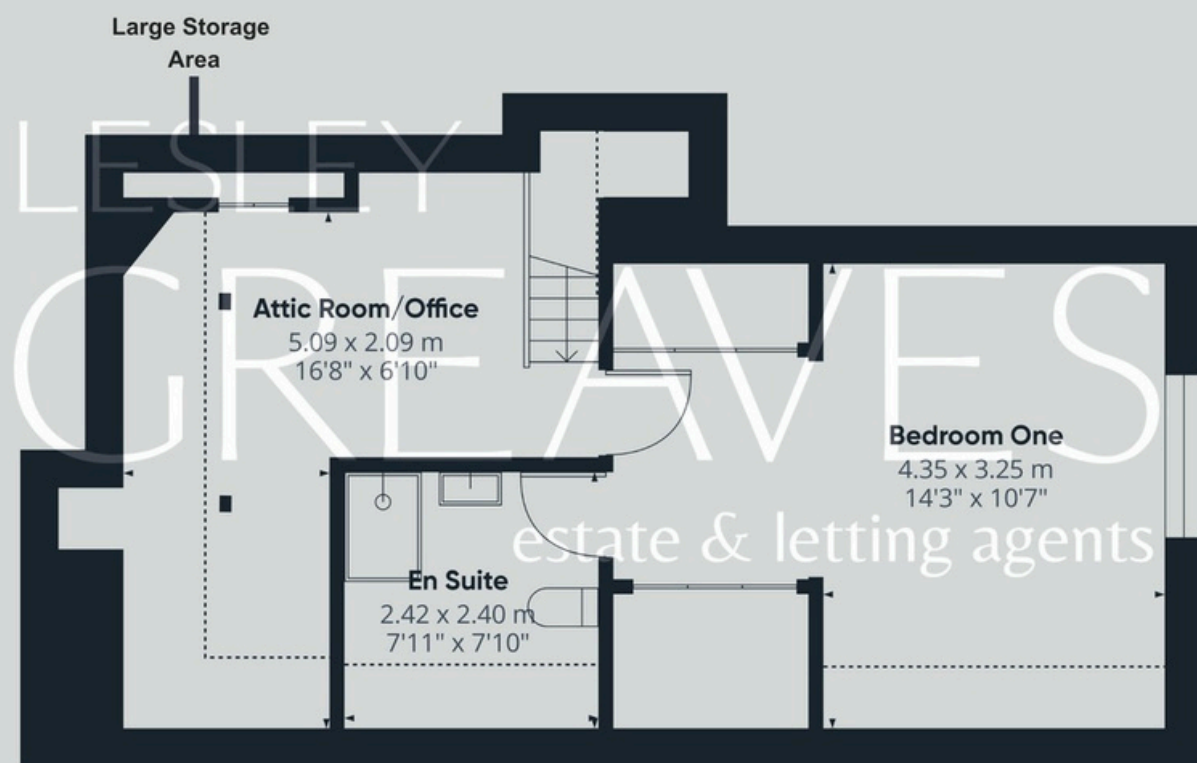 Large Storage
Area
LESLEY
GREAVES
estate & letting agents
Attic Room/Office
5.09 x 2.09 m
16'8" x 6'10"
Bedroom One
4.35 x 3.25 m
14'3" x 10'7"
En Suite
2.42 x 2.40 m
7'11" x 7'10"